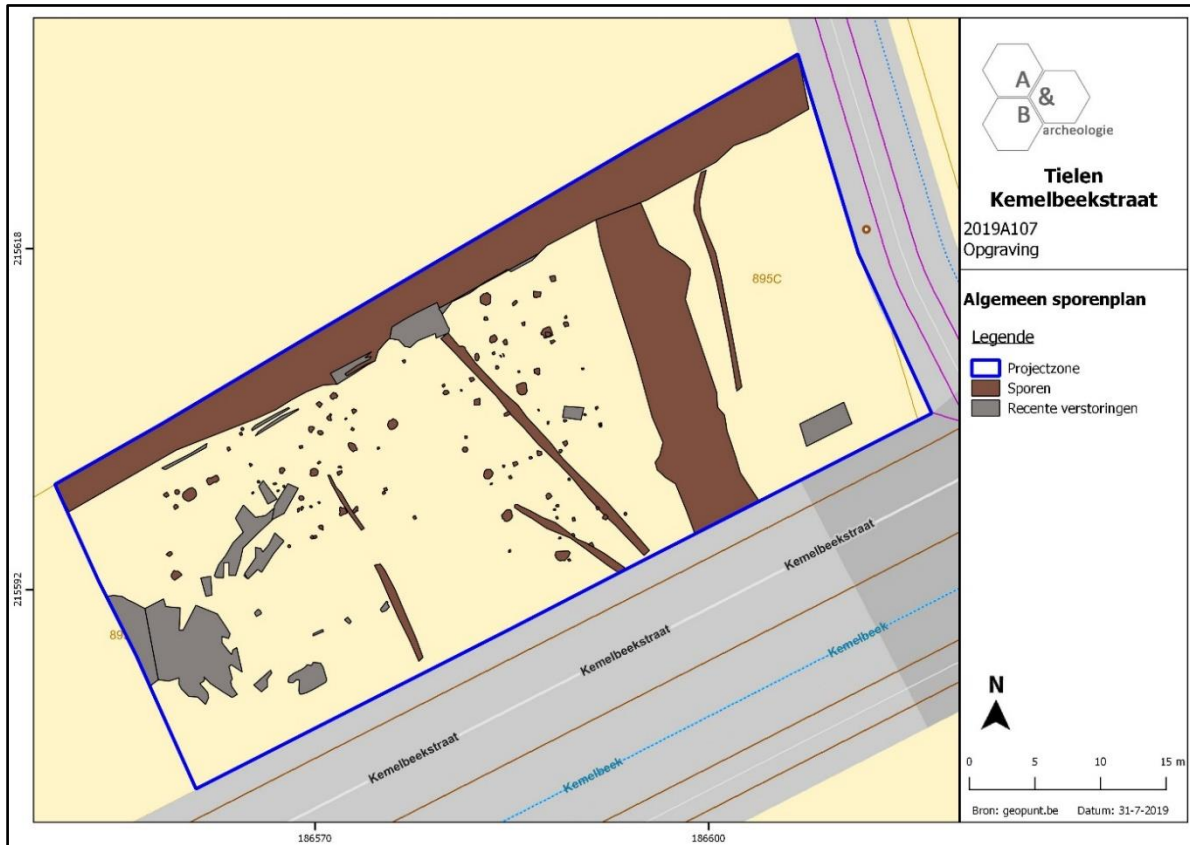 215618
215592
186570
186600
895C
Kemelbeekstraat
Kemelbeekstraat
Kemelbeekstraat
Kemelbeek
Kemelbeek
A
&
B
archeologie
Tielen
Kemelbeekstraat
2019A107
Opgraving
Algemeen sporenplan
Legende
Projectzone
Sporen
Recente verstoringen
N
0 5 10 15 m
Bron: geopunt.be Datum: 31-7-2019